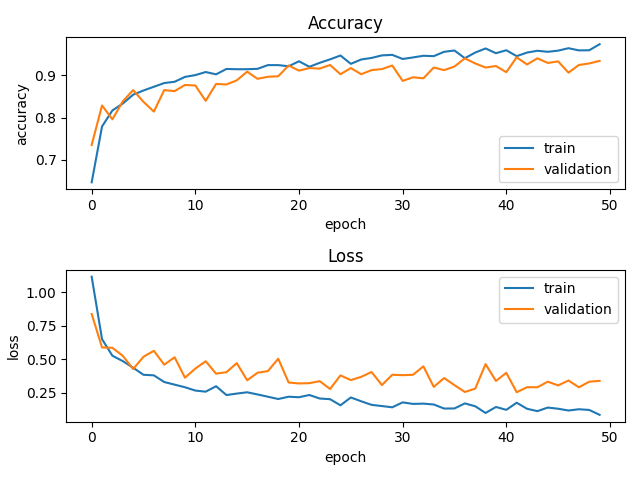 Accuracy
accuracy
0.9
0.8
0.7
train
validation
0 10 20 30 40 50
epoch
Loss
loss
1.00
0.75
0.50
0.25
train
validation
0 10 20 30 40 50
epoch